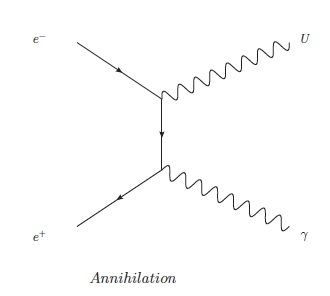 e⁻ U
e⁺ γ
Annihilation